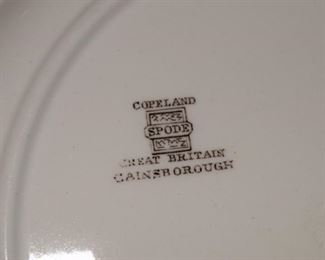 COPELAND
SPODE
GREAT BRITAIN
GAINSBOROUGH